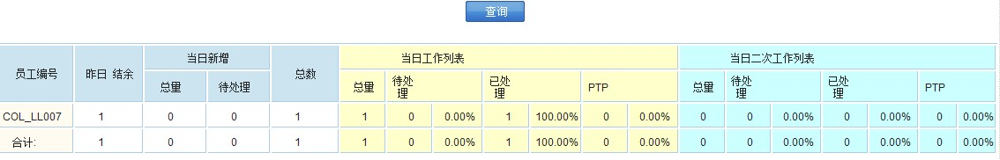 查询
员工编号 昨日 结余 当日新增 总数 当日工作列表 当日二次工作列表
总量 待处理 总量 待处理 已处理 PTP 总量 待处理 已处理 PTP
COL_LL007 1 0 0 1 1 0 0.00% 1 100.00% 0 0.00% 0 0 0.00% 0 0.00% 0 0.00%
合计: 1 0 0 1 1 0 0.00% 1 100.00% 0 0.00% 0 0 0.00% 0 0.00% 0 0.00%